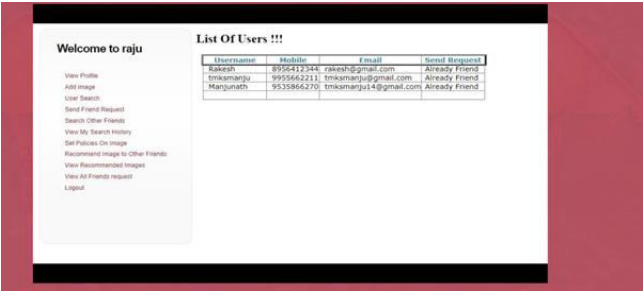 Welcome to raju
View Profile
Add Image
User Search
Send Friend Request
Search Other Friends
View My Search History
Set Policies On Image
Recommend Image to Other Friends
View Recommended Images
View All Friends request
Logout
List Of Users !!!
Username Mobile Email Send Request
Rakesh 8956412344 rakesh@gmail.com Already Friend
tmksmanju 9955662211 tmksmanju@gmail.com Already Friend
Manjunath 9535866270 tmksmanju14@gmail.com Already Friend